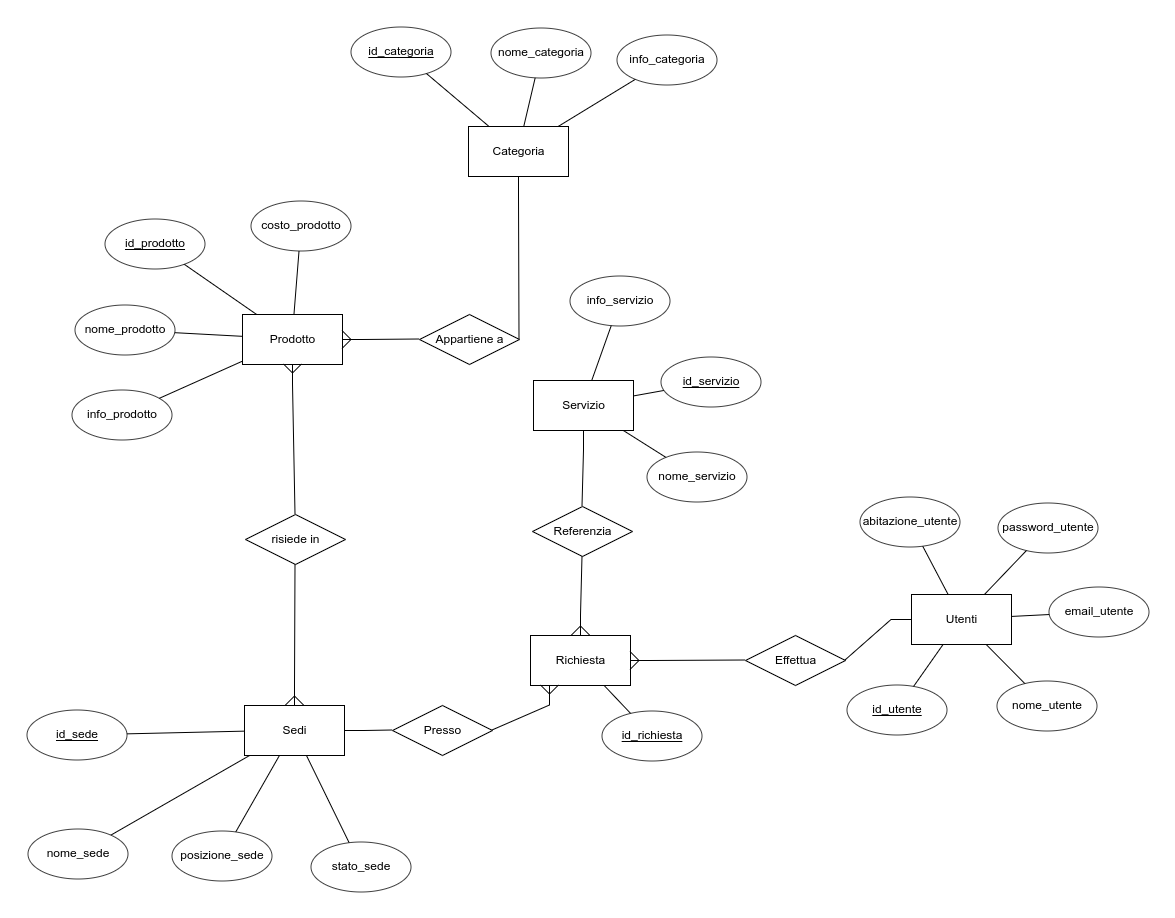 id_categoria
nome_categoria
info_categoria
Categoria
costo_prodotto
id_prodotto
nome_prodotto
Prodotto
Appartiene a
info_prodotto
info_servizio
id_servizio
Servizio
nome_servizio
risiede in
Referenzia
abitazione_utente
password_utente
email_utente
Utenti
Richiesta
Effettua
id_utente
nome_utente
id_sede
Sedi
Presso
id_richiesta
nome_sede
posizione_sede
stato_sede